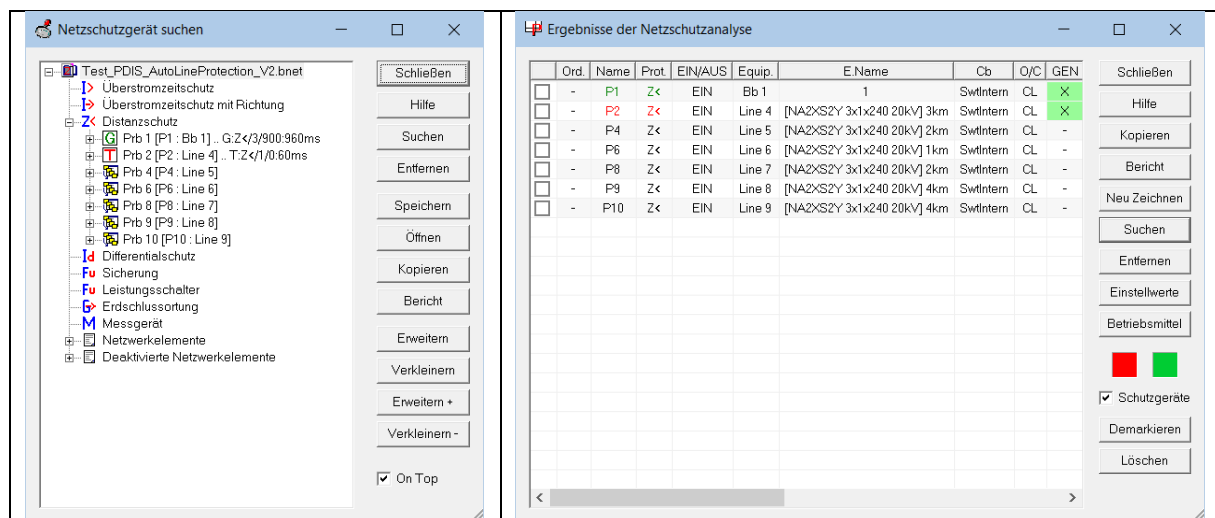 Netzschutzgerät suchen
Test_PDIS_AutoLineProtection_V2.bnet
I> Überstromzeitschutz
I> Überstromzeitschutz mit Richtung
Z< Distanzschutz
G Prb 1 [P1 : Bb 1] .. G:Z</3/900:960ms
T Prb 2 [P2 : Line 4] .. T:Z</1/0:60ms
Prb 4 [P4 : Line 5]
Prb 6 [P6 : Line 6]
Prb 8 [P8 : Line 7]
Prb 9 [P9 : Line 8]
Prb 10 [P10 : Line 9]
Id Differentialschutz
Fu Sicherung
Fu Leistungsschalter
G> Erdschlussortung
M Messgerät
Netzwerkelemente
Deaktivierte Netzwerkelemente
Schließen
Hilfe
Suchen
Entfernen
Speichern
Öffnen
Kopieren
Bericht
Erweitern
Verkleinern
Erweitern +
Verkleinern -
On Top
Ergebnisse der Netzschutzanalyse
Ord. Name Prot. EIN/AUS Equip. E.Name Cb O/C GEN
- P1 Z< EIN Bb 1 1 SwtIntern CL X
- P2 Z< EIN Line 4 [NA2XS2Y 3x1x240 20kV] 3km SwtIntern CL X
- P4 Z< EIN Line 5 [NA2XS2Y 3x1x240 20kV] 2km SwtIntern CL -
- P6 Z< EIN Line 6 [NA2XS2Y 3x1x240 20kV] 1km SwtIntern CL -
- P8 Z< EIN Line 7 [NA2XS2Y 3x1x240 20kV] 2km SwtIntern CL -
- P9 Z< EIN Line 8 [NA2XS2Y 3x1x240 20kV] 4km SwtIntern CL -
- P10 Z< EIN Line 9 [NA2XS2Y 3x1x240 20kV] 4km SwtIntern CL -
Schließen
Hilfe
Kopieren
Bericht
Neu Zeichnen
Suchen
Entfernen
Einstellwerte
Betriebsmittel
Schutzgeräte
Demarkieren
Löschen